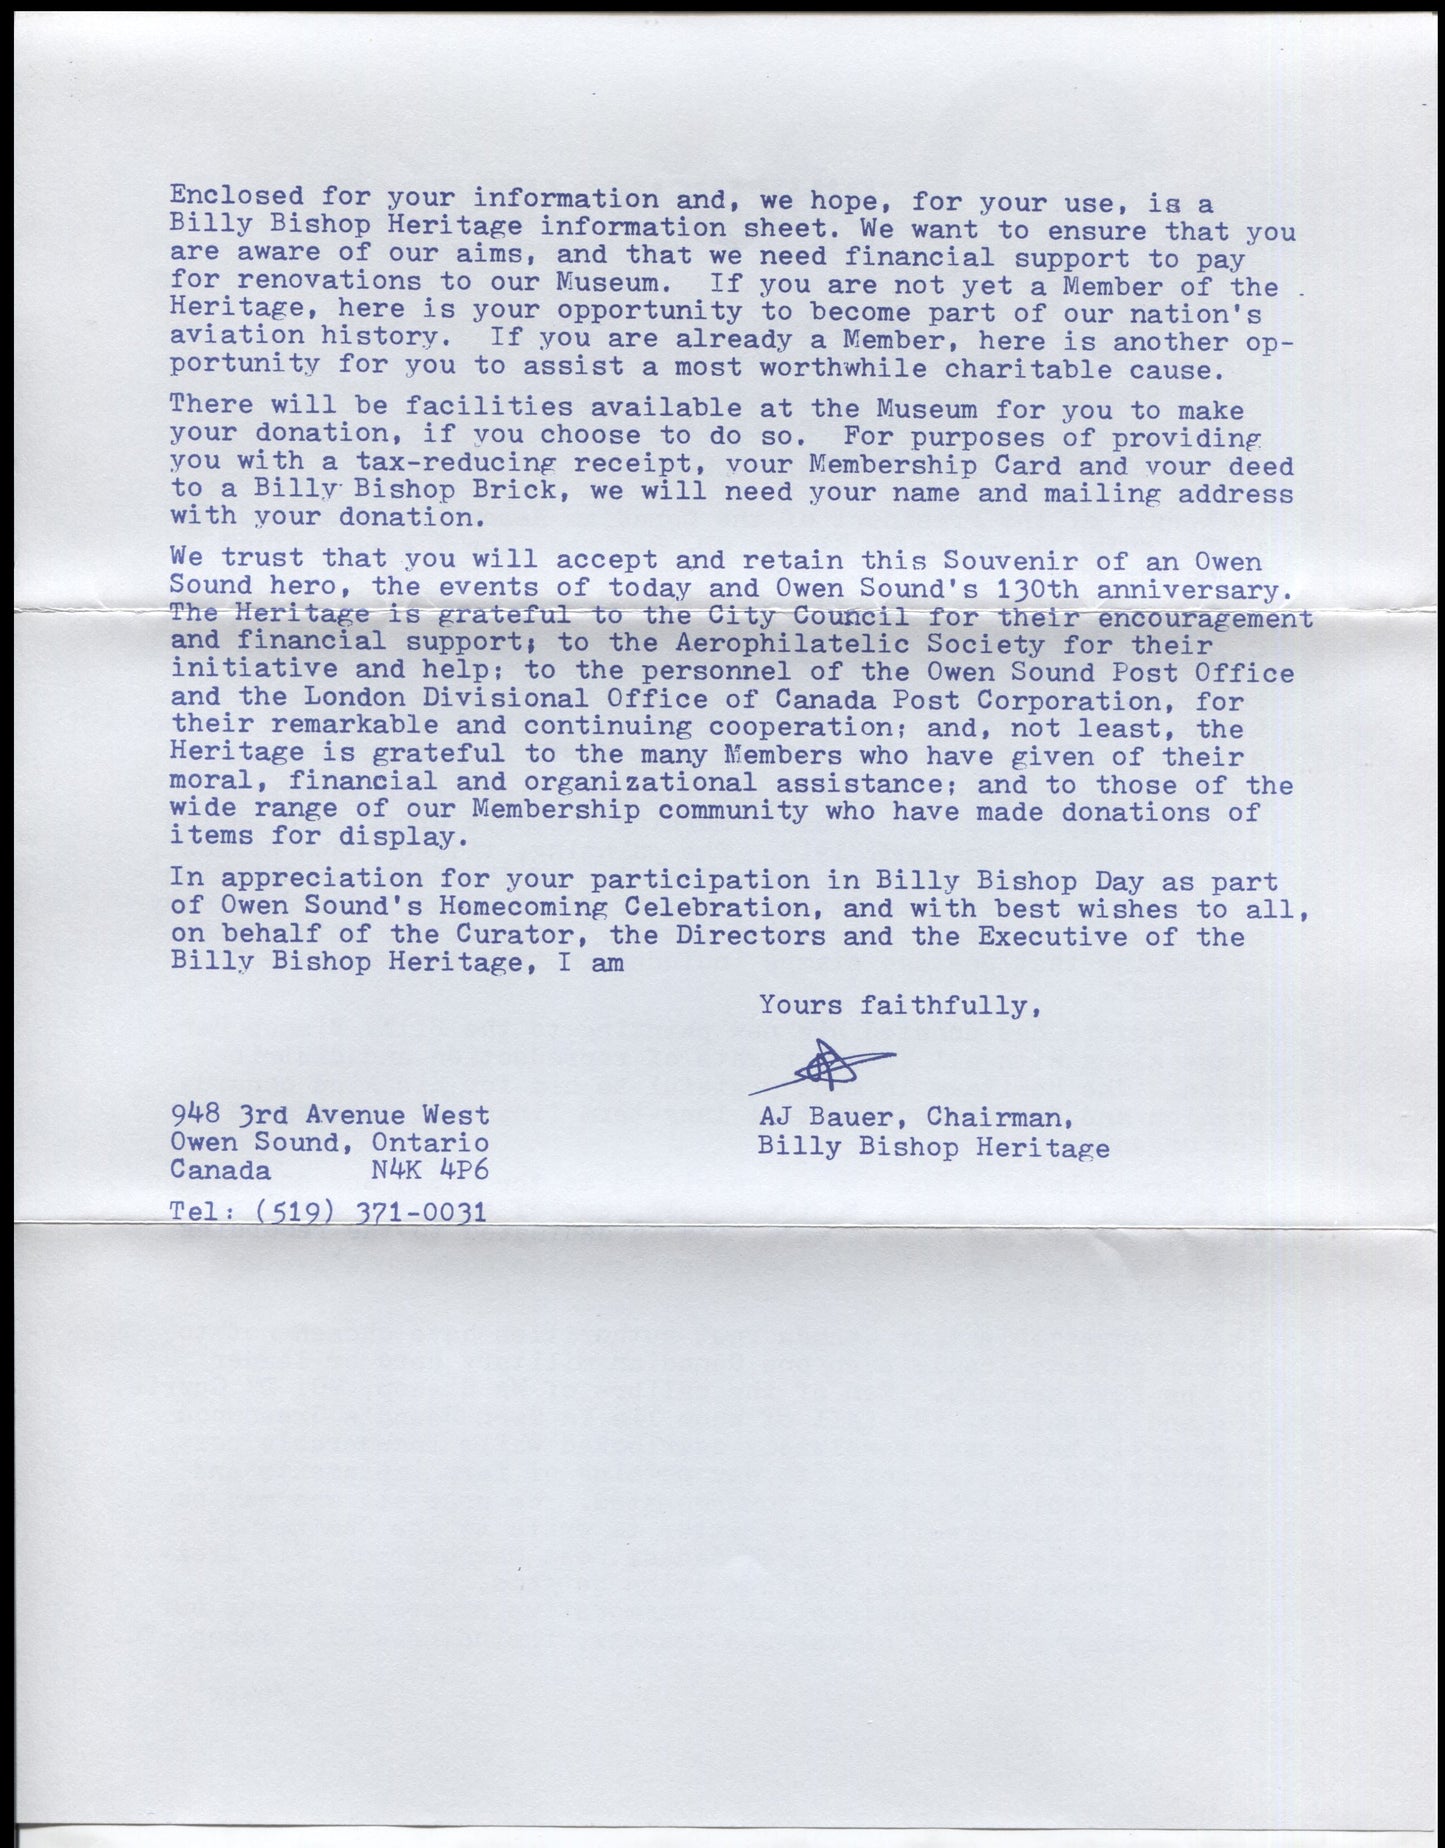 Enclosed for your information and, we hope, for your use, is a
Billy Bishop Heritage information sheet. We want to ensure that you
are aware of our aims, and that we need financial support to pay
for renovations to our Museum.  If you are not yet a Member of the
Heritage, here is your opportunity to become part of our nation's
aviation history.  If you are already a Member, here is another op-
portunity for you to assist a most worthwhile charitable cause.
There will be facilities available at the Museum for you to make
your donation, if you choose to do so.  For purposes of providing
you with a tax-reducing receipt, your Membership Card and your deed
to a Billy Bishop Brick, we will need your name and mailing address
with your donation.
We trust that you will accept and retain this Souvenir of an Owen
Sound hero, the events of today and Owen Sound's 130th anniversary.
The Heritage is grateful to the City Council for their encouragement
and financial support; to the Aerophilatelic Society for their
initiative and help; to the personnel of the Owen Sound Post Office
and the London Divisional Office of Canada Post Corporation, for
their remarkable and continuing cooperation; and, not least, the
Heritage is grateful to the many Members who have given of their
moral, financial and organizational assistance; and to those of the
wide range of our Membership community who have made donations of
items for display.
In appreciation for your participation in Billy Bishop Day as part
of Owen Sound's Homecoming Celebration, and with best wishes to all,
on behalf of the Curator, the Directors and the Executive of the
Billy Bishop Heritage, I am
Yours faithfully,
AJ Bauer, Chairman,
Billy Bishop Heritage
948 3rd Avenue West
Owen Sound, Ontario
Canada      N4K 4P6
Tel: (519) 371-0031